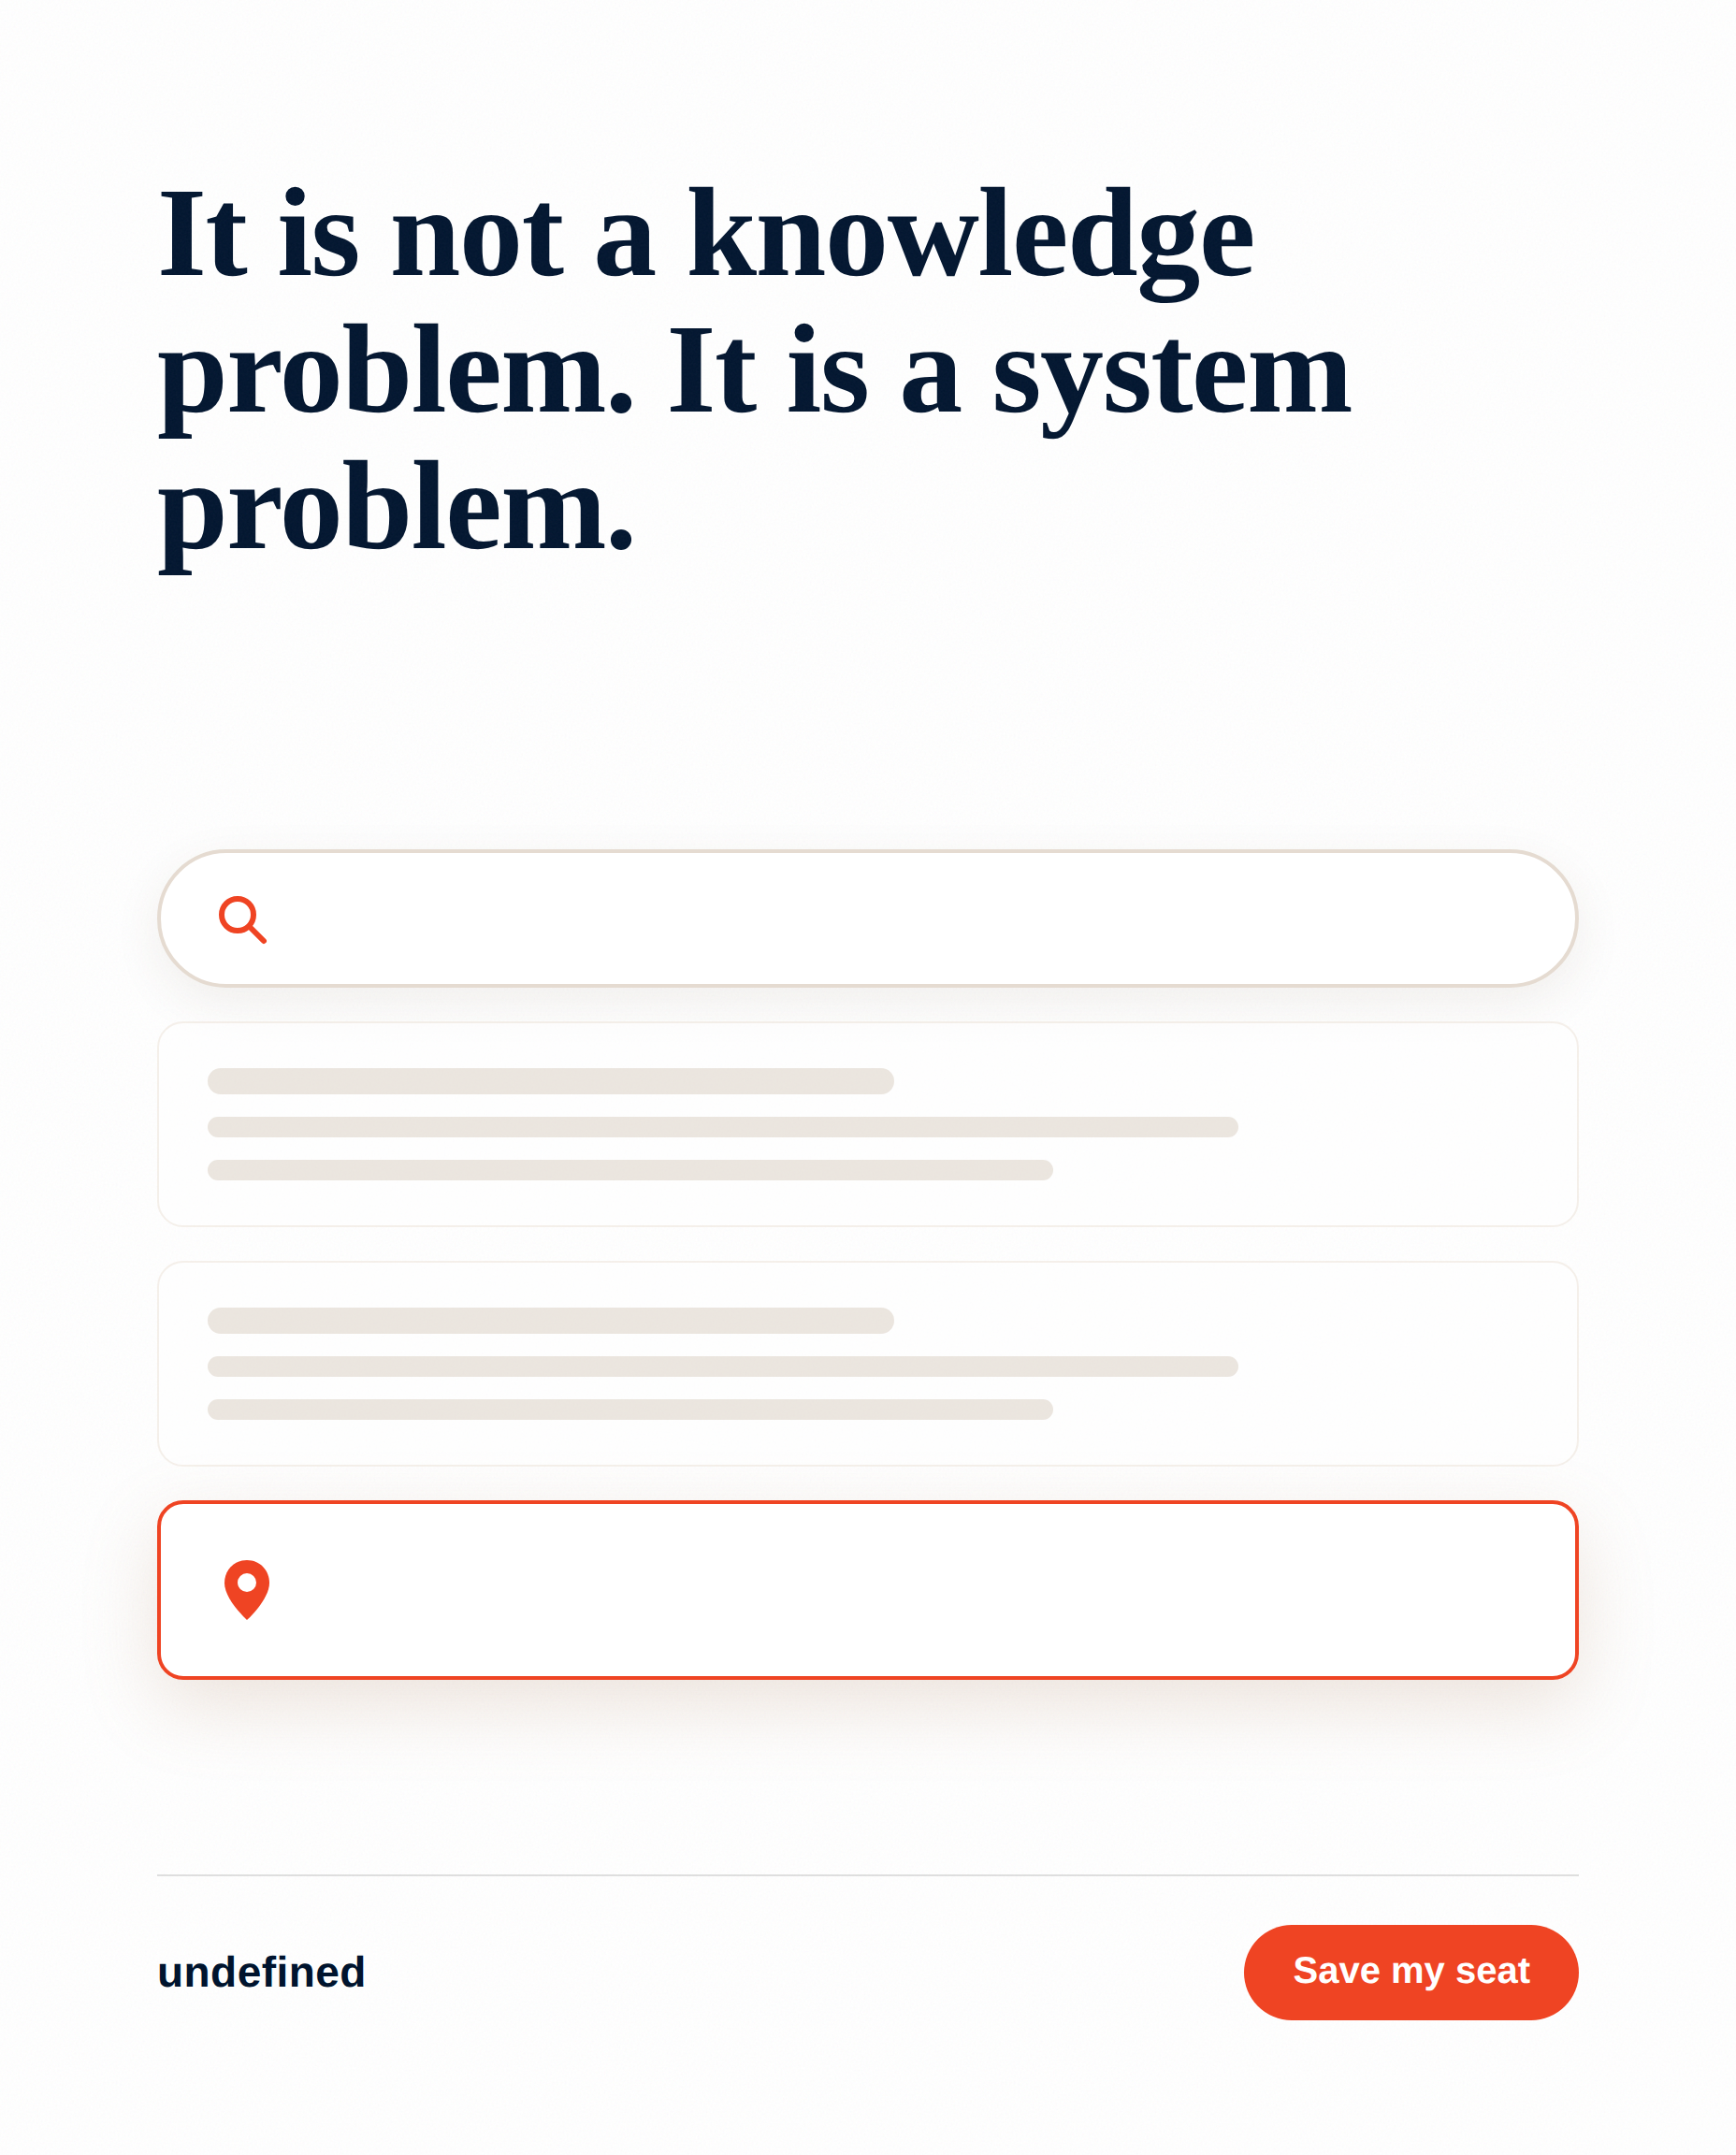 It is not a knowledge
problem. It is a system
problem.
undefined
Save my seat